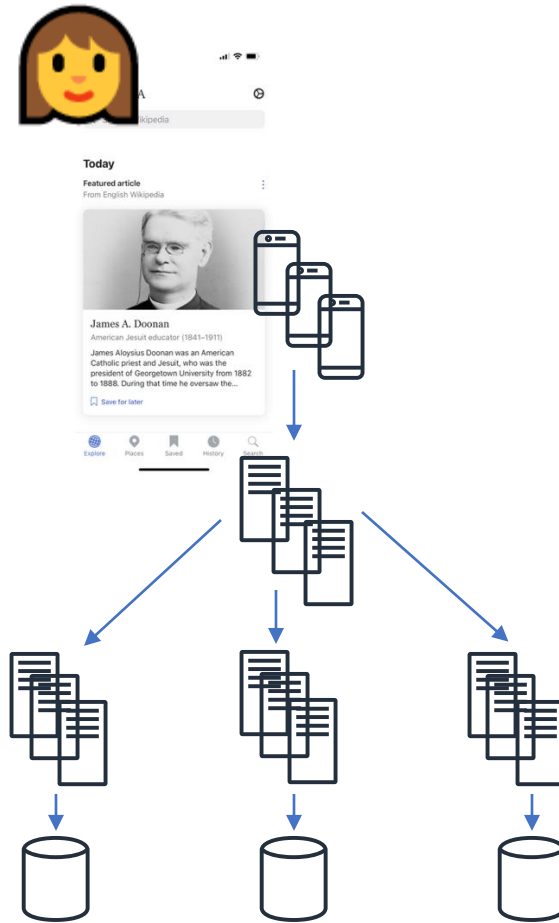 Today
Featured article
From English Wikipedia
James A. Doonan
American Jesuit educator (1841–1911)
James Aloysius Doonan was an American
Catholic priest and Jesuit, who was the
president of Georgetown University from 1882
to 1888. During that time he oversaw the...
Save for later
Explore Places Saved History Search